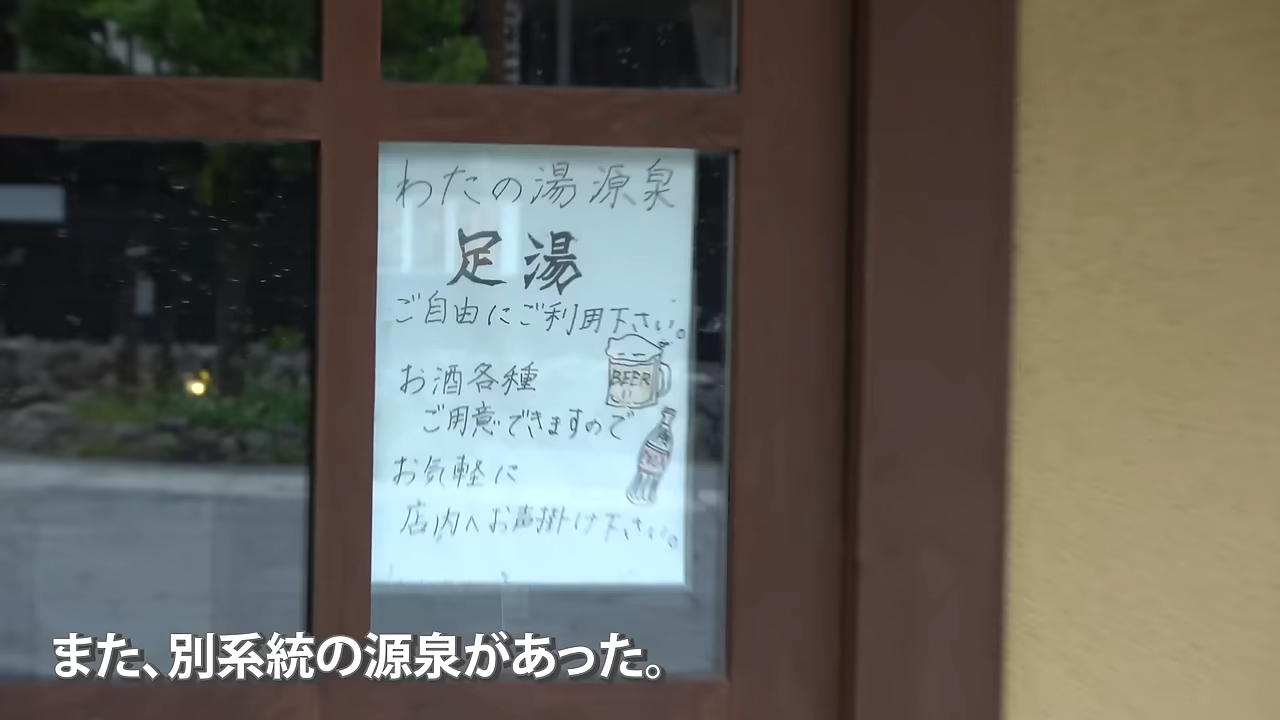 わたの湯源泉
足湯
ご自由にご利用下さい。
お酒各種
BEER
ご用意できますので
お気軽に
店内へお声掛け下さい。
また、別系統の源泉があった。